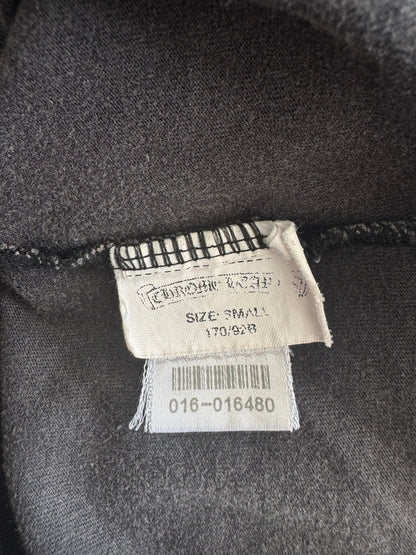 CHROME HEARTS
SIZE: SMALL
170/92B
016-016480